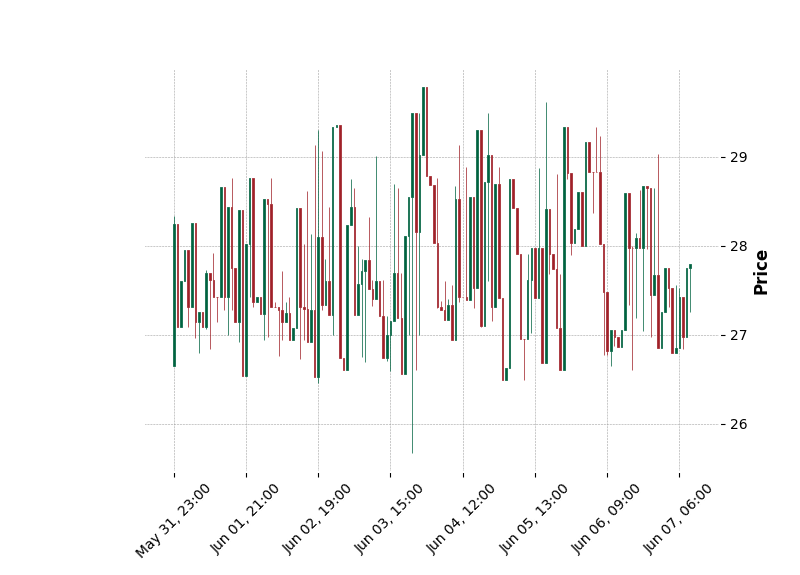 29
28
27
26
Price
May 31, 23:00
Jun 01, 21:00
Jun 02, 19:00
Jun 03, 15:00
Jun 04, 12:00
Jun 05, 13:00
Jun 06, 09:00
Jun 07, 06:00